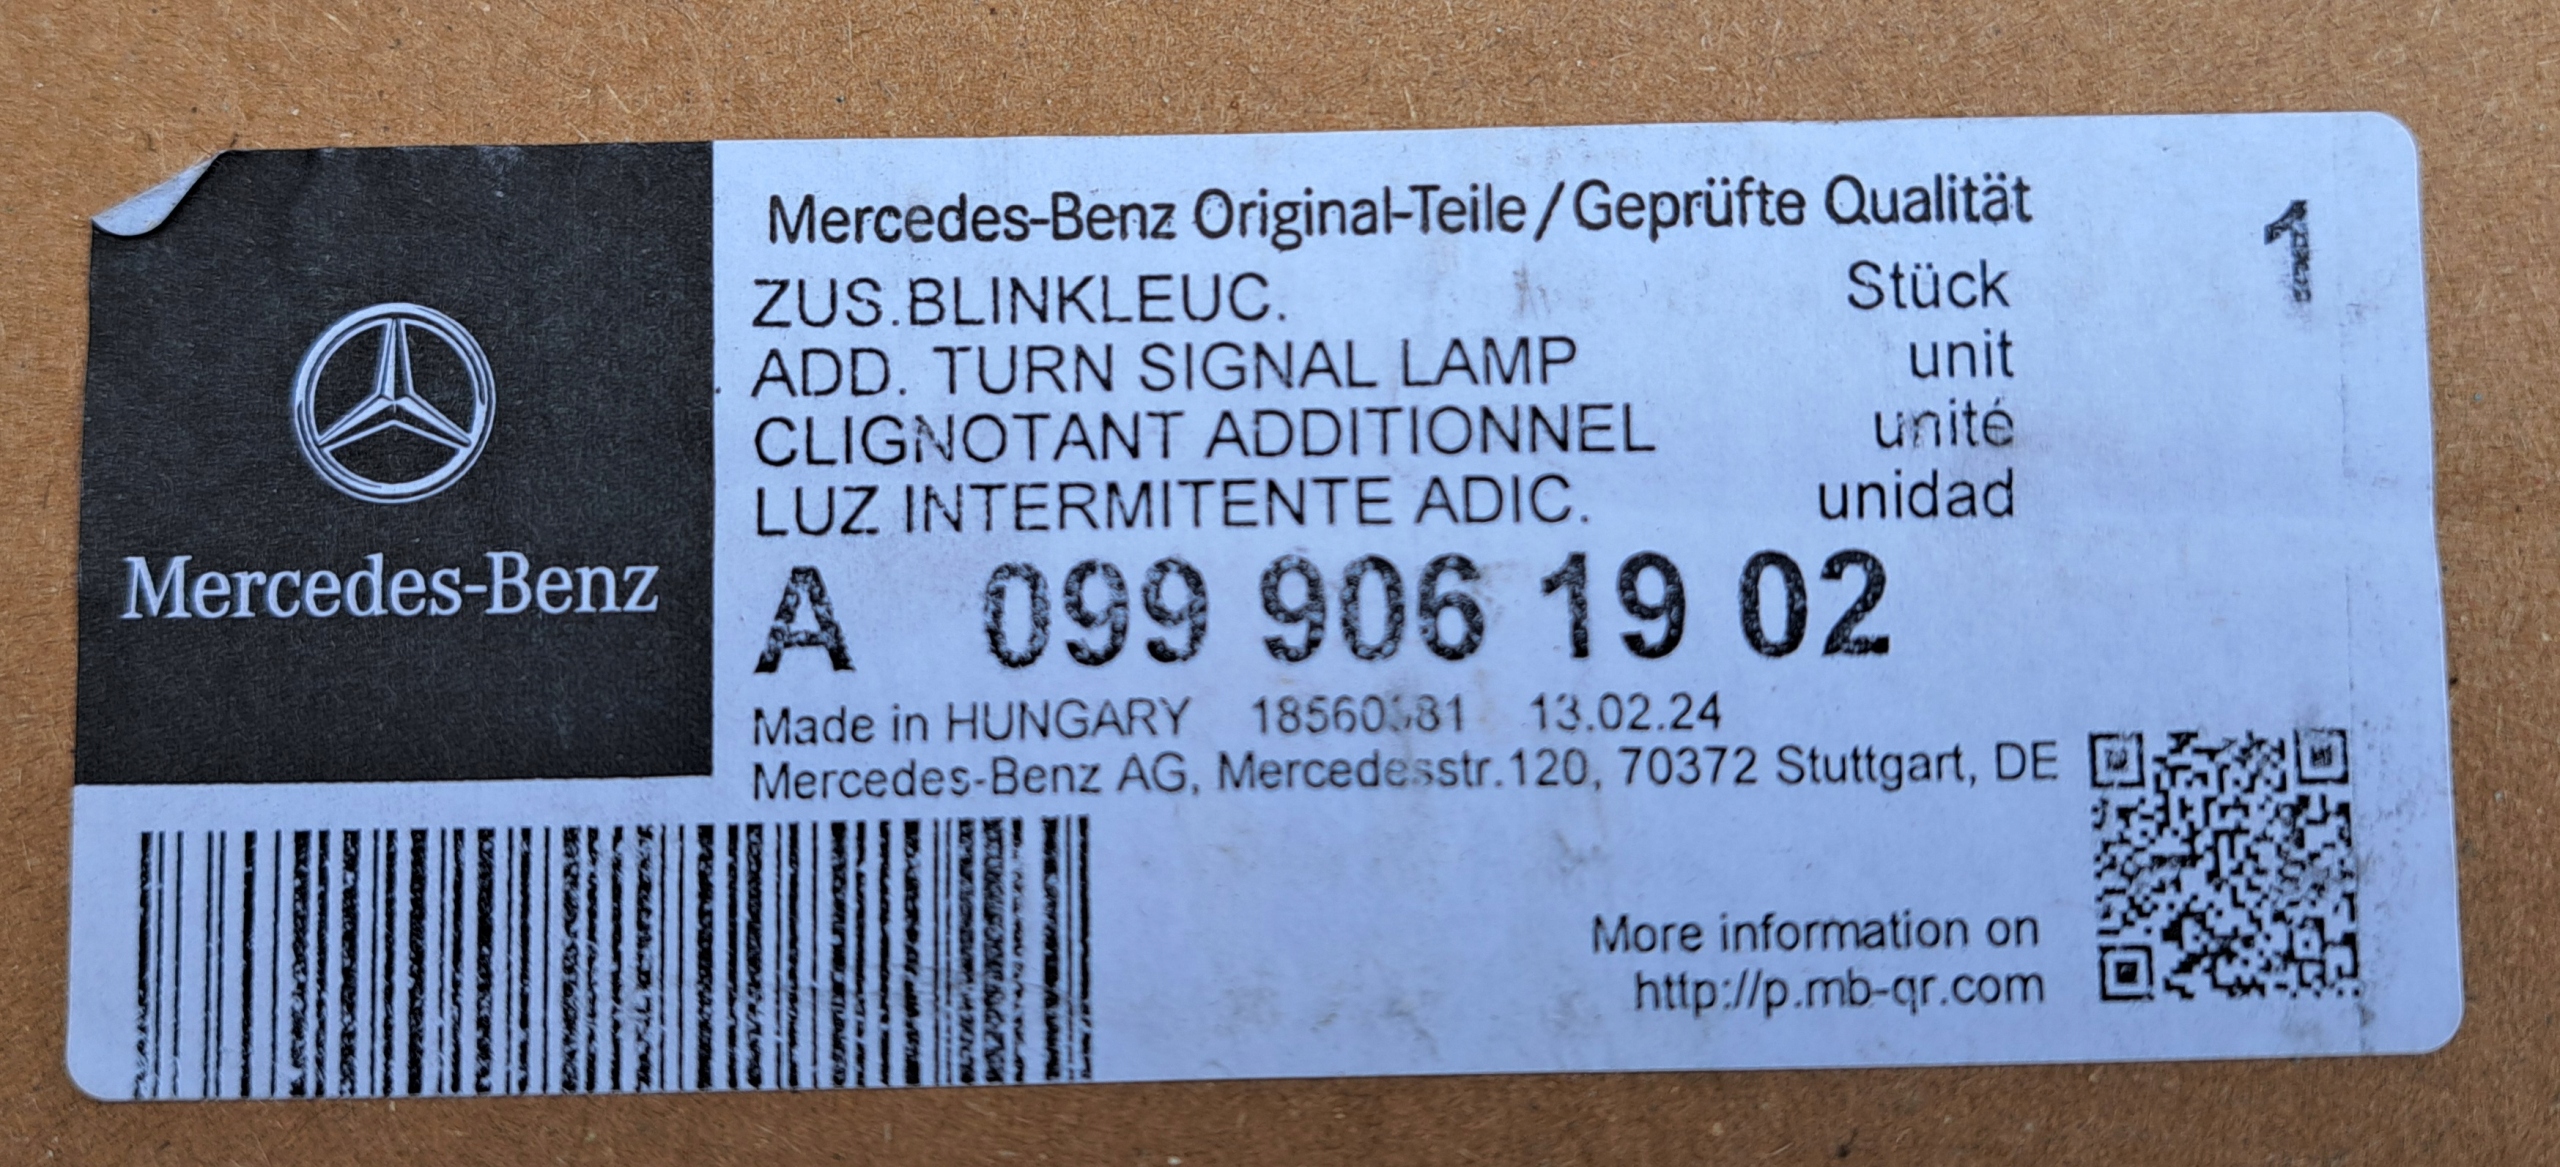 Mercedes-Benz
Mercedes-Benz Original-Teile/Geprüfte Qualität
ZUS.BLINKLEUC. Stück 1
ADD. TURN SIGNAL LAMP unit
CLIGNOTANT ADDITIONNEL unité
LUZ INTERMITENTE ADIC. unidad
A 099 906 19 02
Made in HUNGARY 13.02.24
Mercedes-Benz AG, Mercedesstr.120, 70372 Stuttgart, DE
More information on
http://p.mb-qr.com